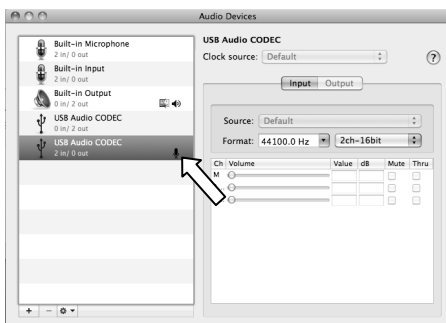 Audio Devices
Built-in Microphone
2 in/ 0 out
Built-in Input
2 in/ 0 out
Built-in Output
0 in/ 2 out
USB Audio CODEC
0 in/ 2 out
USB Audio CODEC
2 in/ 0 out
USB Audio CODEC
Clock source: Default
?
Input Output
Source: Default
Format: 44100.0 Hz 2ch-16bit
Ch Volume Value dB Mute Thru
M
+ −